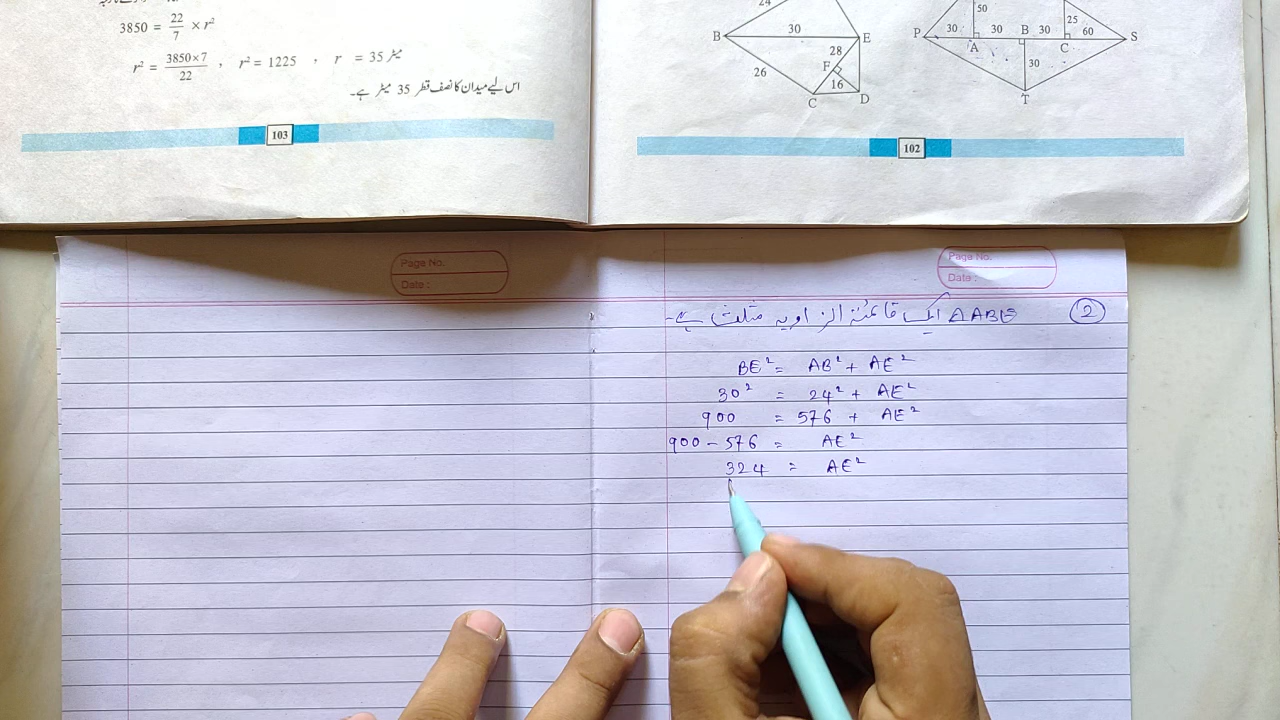 3850 = 22/7 × r²
r² = 3850×7/22 , r² = 1225 , r = 35 میٹر
اس لیے میدان کا نصف قطر 35 میٹر ہے۔
103
24
B 30 E
28
F
26
16
C D
50 25
P 30 30 B 30 60 S
A C
30
T
102
Page No.
Date :
Page No.
Date :
② ΔABE ایک قائمۃ الزاویہ مثلث ہے۔
BE² = AB² + AE²
30² = 24² + AE²
900 = 576 + AE²
900 - 576 = AE²
324 = AE²